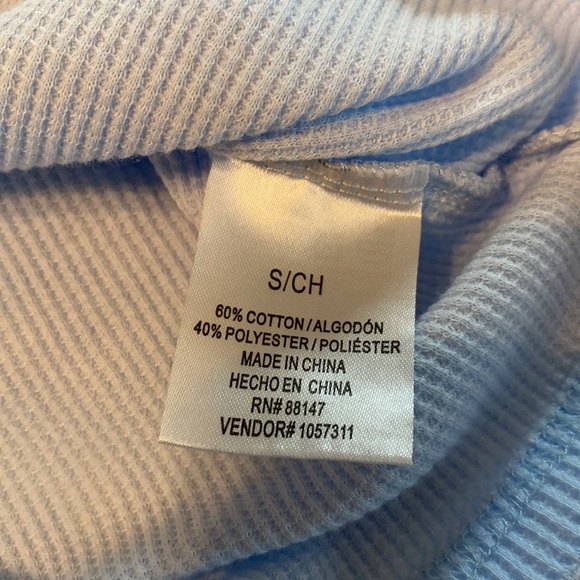 S/CH
60% COTTON/ALGODÓN
40% POLYESTER/POLIÉSTER
MADE IN CHINA
HECHO EN CHINA
RN# 88147
VENDOR# 1057311